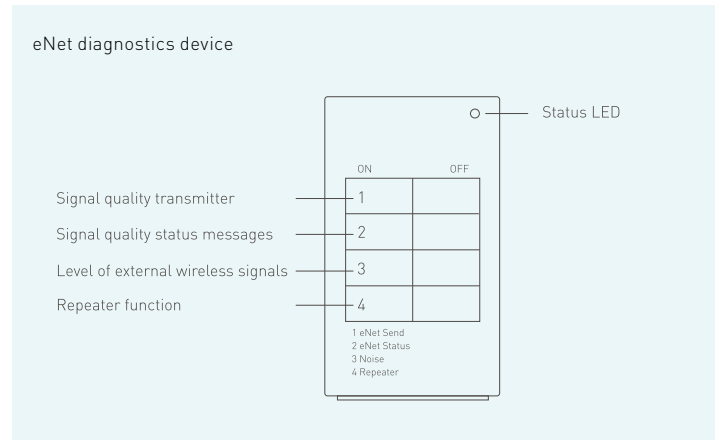 eNet diagnostics device
Status LED
ON OFF
Signal quality transmitter 1
Signal quality status messages 2
Level of external wireless signals 3
Repeater function 4
1 eNet Send
2 eNet Status
3 Noise
4 Repeater